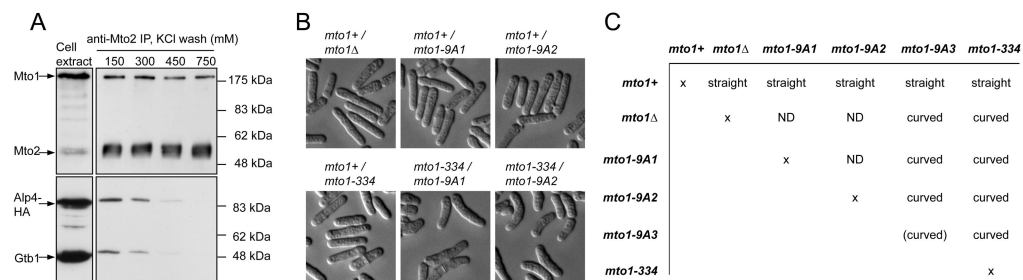 A
anti-Mto2 IP, KCl wash (mM)
Cell
extract
150 300 450 750
Mto1
175 kDa
83 kDa
62 kDa
Mto2
48 kDa
Alp4-
HA
83 kDa
62 kDa
Gtb1
48 kDa
B
mto1+ /
mto1Δ
mto1+ /
mto1-9A1
mto1+ /
mto1-9A2
mto1+ /
mto1-334
mto1-334 /
mto1-9A1
mto1-334 /
mto1-9A2
C
mto1+ mto1Δ mto1-9A1 mto1-9A2 mto1-9A3 mto1-334
mto1+ x straight straight straight straight straight
mto1Δ x ND ND curved curved
mto1-9A1 x ND curved curved
mto1-9A2 x curved curved
mto1-9A3 (curved) curved
mto1-334 x